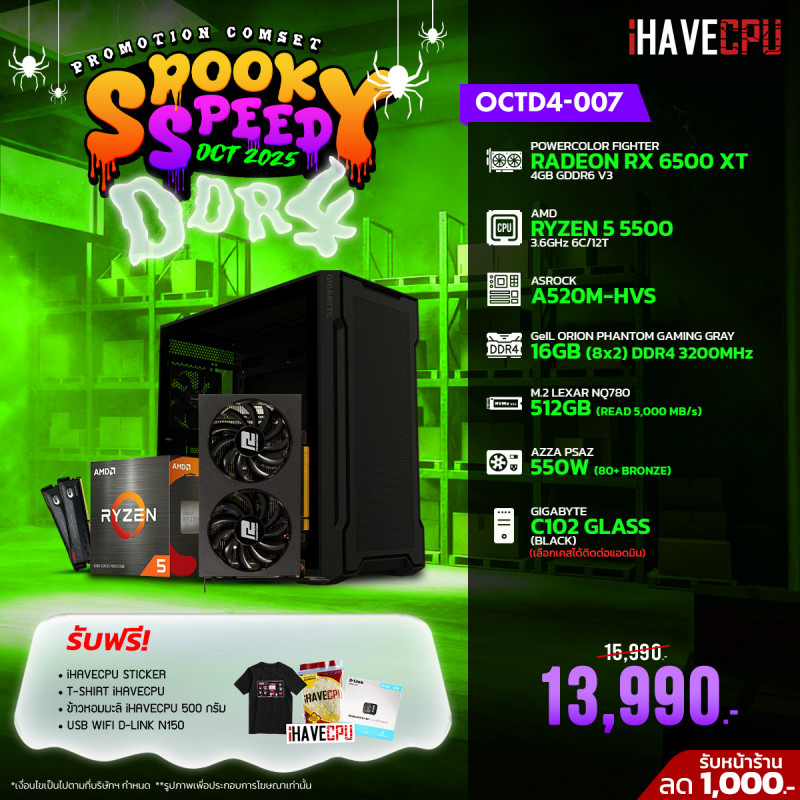 PROMOTION COMSET
SPOOKY
SPEED
OCT 2025
DDR4
iHAVECPU
OCTD4-007
POWERCOLOR FIGHTER
RADEON RX 6500 XT
4GB GDDR6 V3
CPU
AMD
RYZEN 5 5500
3.6GHz 6C/12T
ASROCK
A520M-HVS
DDR4
GeIL ORION PHANTOM GAMING GRAY
16GB (8x2) DDR4 3200MHz
M.2 LEXAR NQ780
512GB (READ 5,000 MB/s)
AZZA PSAZ
550W (80+ BRONZE)
GIGABYTE
C102 GLASS
(BLACK)
(เลือกเคสได้ติดต่อแอดมิน)
GIGABYTE
AMD
AMD
RYZEN
5
รับฟรี!
• iHAVECPU STICKER
• T-SHIRT iHAVECPU
• ข้าวหอมมะลิ iHAVECPU 500 กรัม
• USB WIFI D-LINK N150
iHAVECPU
D-Link
iHAVECPU
15,990.-
13,990.-
*เงื่อนไขเป็นไปตามที่บริษัทฯ กำหนด **รูปภาพเพื่อประกอบการโฆษณาเท่านั้น
รับหน้าร้าน
ลด 1,000.-